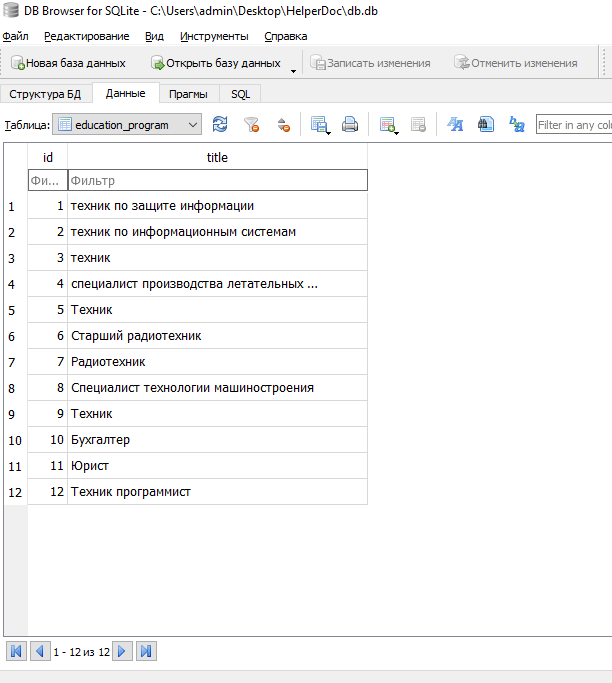 DB Browser for SQLite - C:\Users\admin\Desktop\HelperDoc\db.db
Файл Редактирование Вид Инструменты Справка
Новая база данных Открыть базу данных Записать изменения Отменить изменения
Структура БД Данные Прагмы SQL
Таблица: education_program Filter in any colu
id title
Фи... Фильтр
1 1 техник по защите информации
2 2 техник по информационным системам
3 3 техник
4 4 специалист производства летательных ...
5 5 Техник
6 6 Старший радиотехник
7 7 Радиотехник
8 8 Специалист технологии машиностроения
9 9 Техник
10 10 Бухгалтер
11 11 Юрист
12 12 Техник программист
1 - 12 из 12